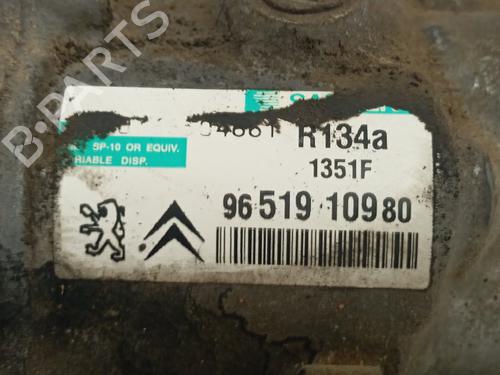 B-PARTS
R134a
SP-10 OR EQUIV.
RIABLE DISP.
1351F
96 519 109 80